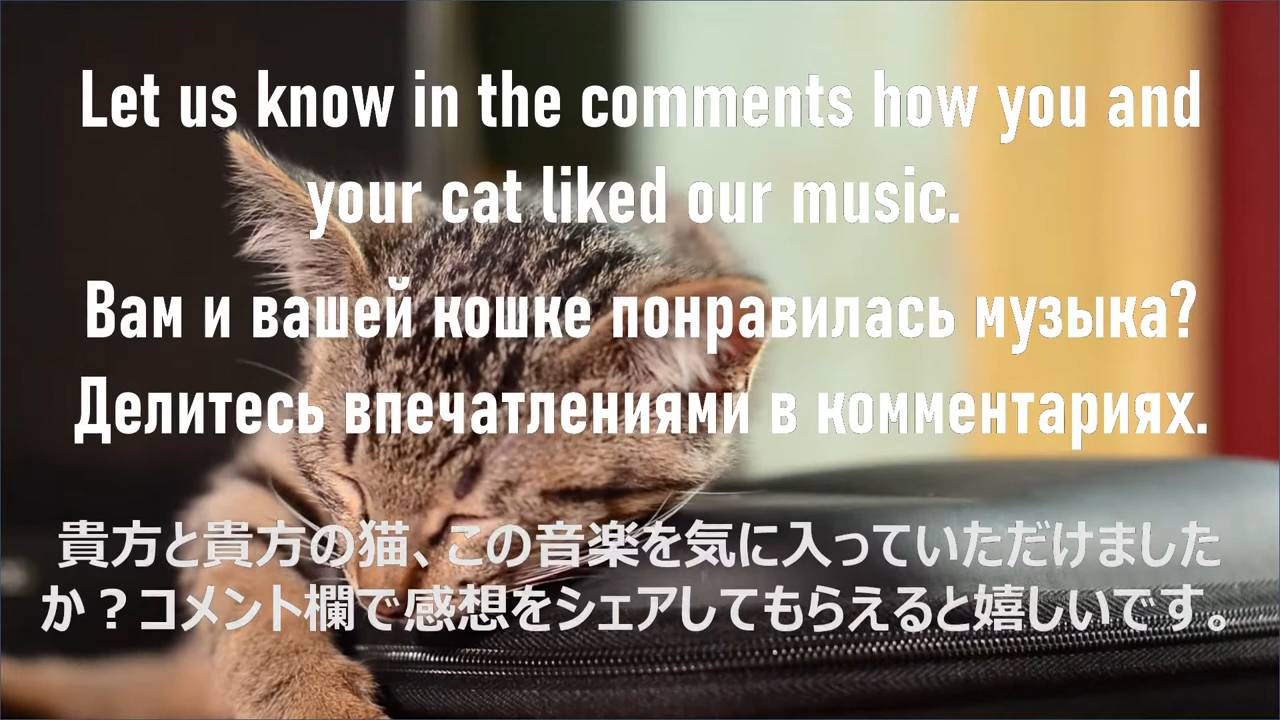 Let us know in the comments how you and
your cat liked our music.
Вам и вашей кошке понравилась музыка?
Делитесь впечатлениями в комментариях.
貴方と貴方の猫、この音楽を気に入っていただけました
か？コメント欄で感想をシェアしてもらえると嬉しいです。